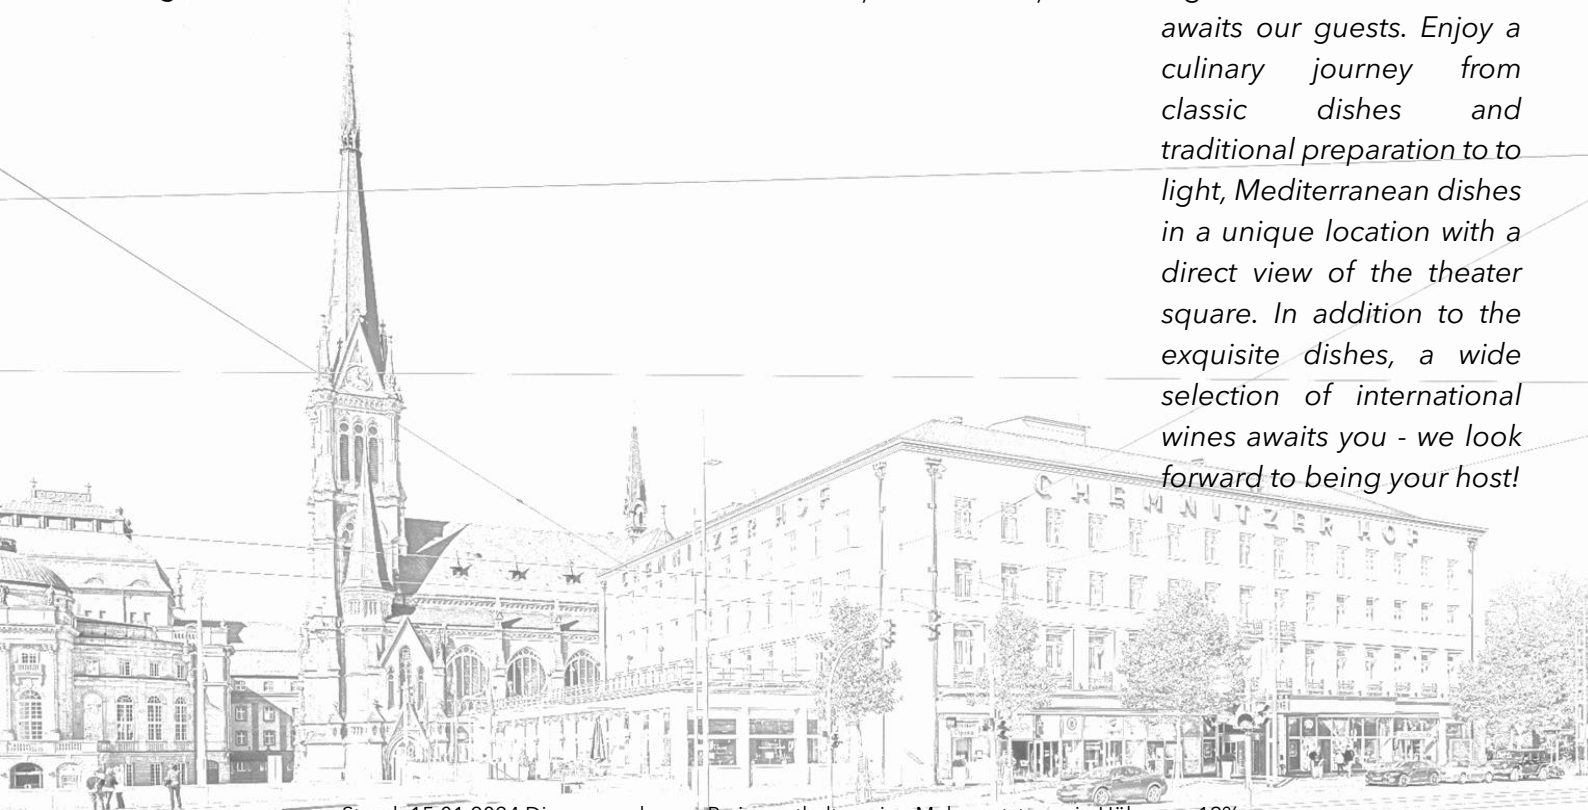 awaits our guests. Enjoy a
culinary journey from
classic dishes and
traditional preparation to to
light, Mediterranean dishes
in a unique location with a
direct view of the theater
square. In addition to the
exquisite dishes, a wide
selection of international
wines awaits you - we look
forward to being your host!
CHEMNITZER HOF
CHEMNITZER HOF